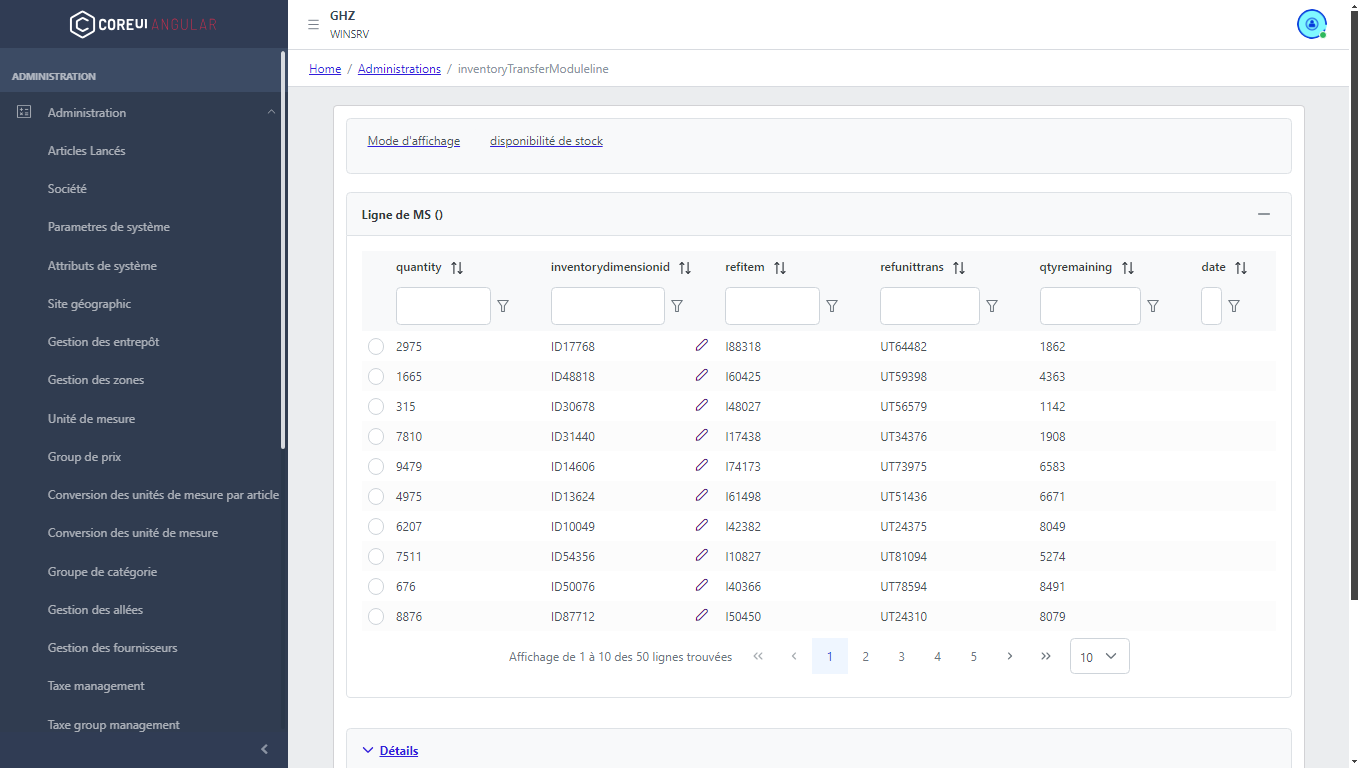 COREUI ANGULAR
GHZ
WINSRV
Home / Administrations / inventoryTransferModuleline
ADMINISTRATION
Administration
Articles Lancés
Société
Parametres de système
Attributs de système
Site géographic
Gestion des entrepôt
Gestion des zones
Unité de mesure
Group de prix
Conversion des unités de mesure par article
Conversion des unité de mesure
Groupe de catégorie
Gestion des allées
Gestion des fournisseurs
Taxe management
Taxe group management
Mode d'affichage disponibilité de stock
Ligne de MS ()
quantity inventorydimensionid refitem refunittrans qtyremaining date
2975 ID17768 I88318 UT64482 1862
1665 ID48818 I60425 UT59398 4363
315 ID30678 I48027 UT56579 1142
7810 ID31440 I17438 UT34376 1908
9479 ID14606 I74173 UT73975 6583
4975 ID13624 I61498 UT51436 6671
6207 ID10049 I42382 UT24375 8049
7511 ID54356 I10827 UT81094 5274
676 ID50076 I40366 UT78594 8491
8876 ID87712 I50450 UT24310 8079
Affichage de 1 à 10 des 50 lignes trouvées « ‹ 1 2 3 4 5 › » 10
Détails